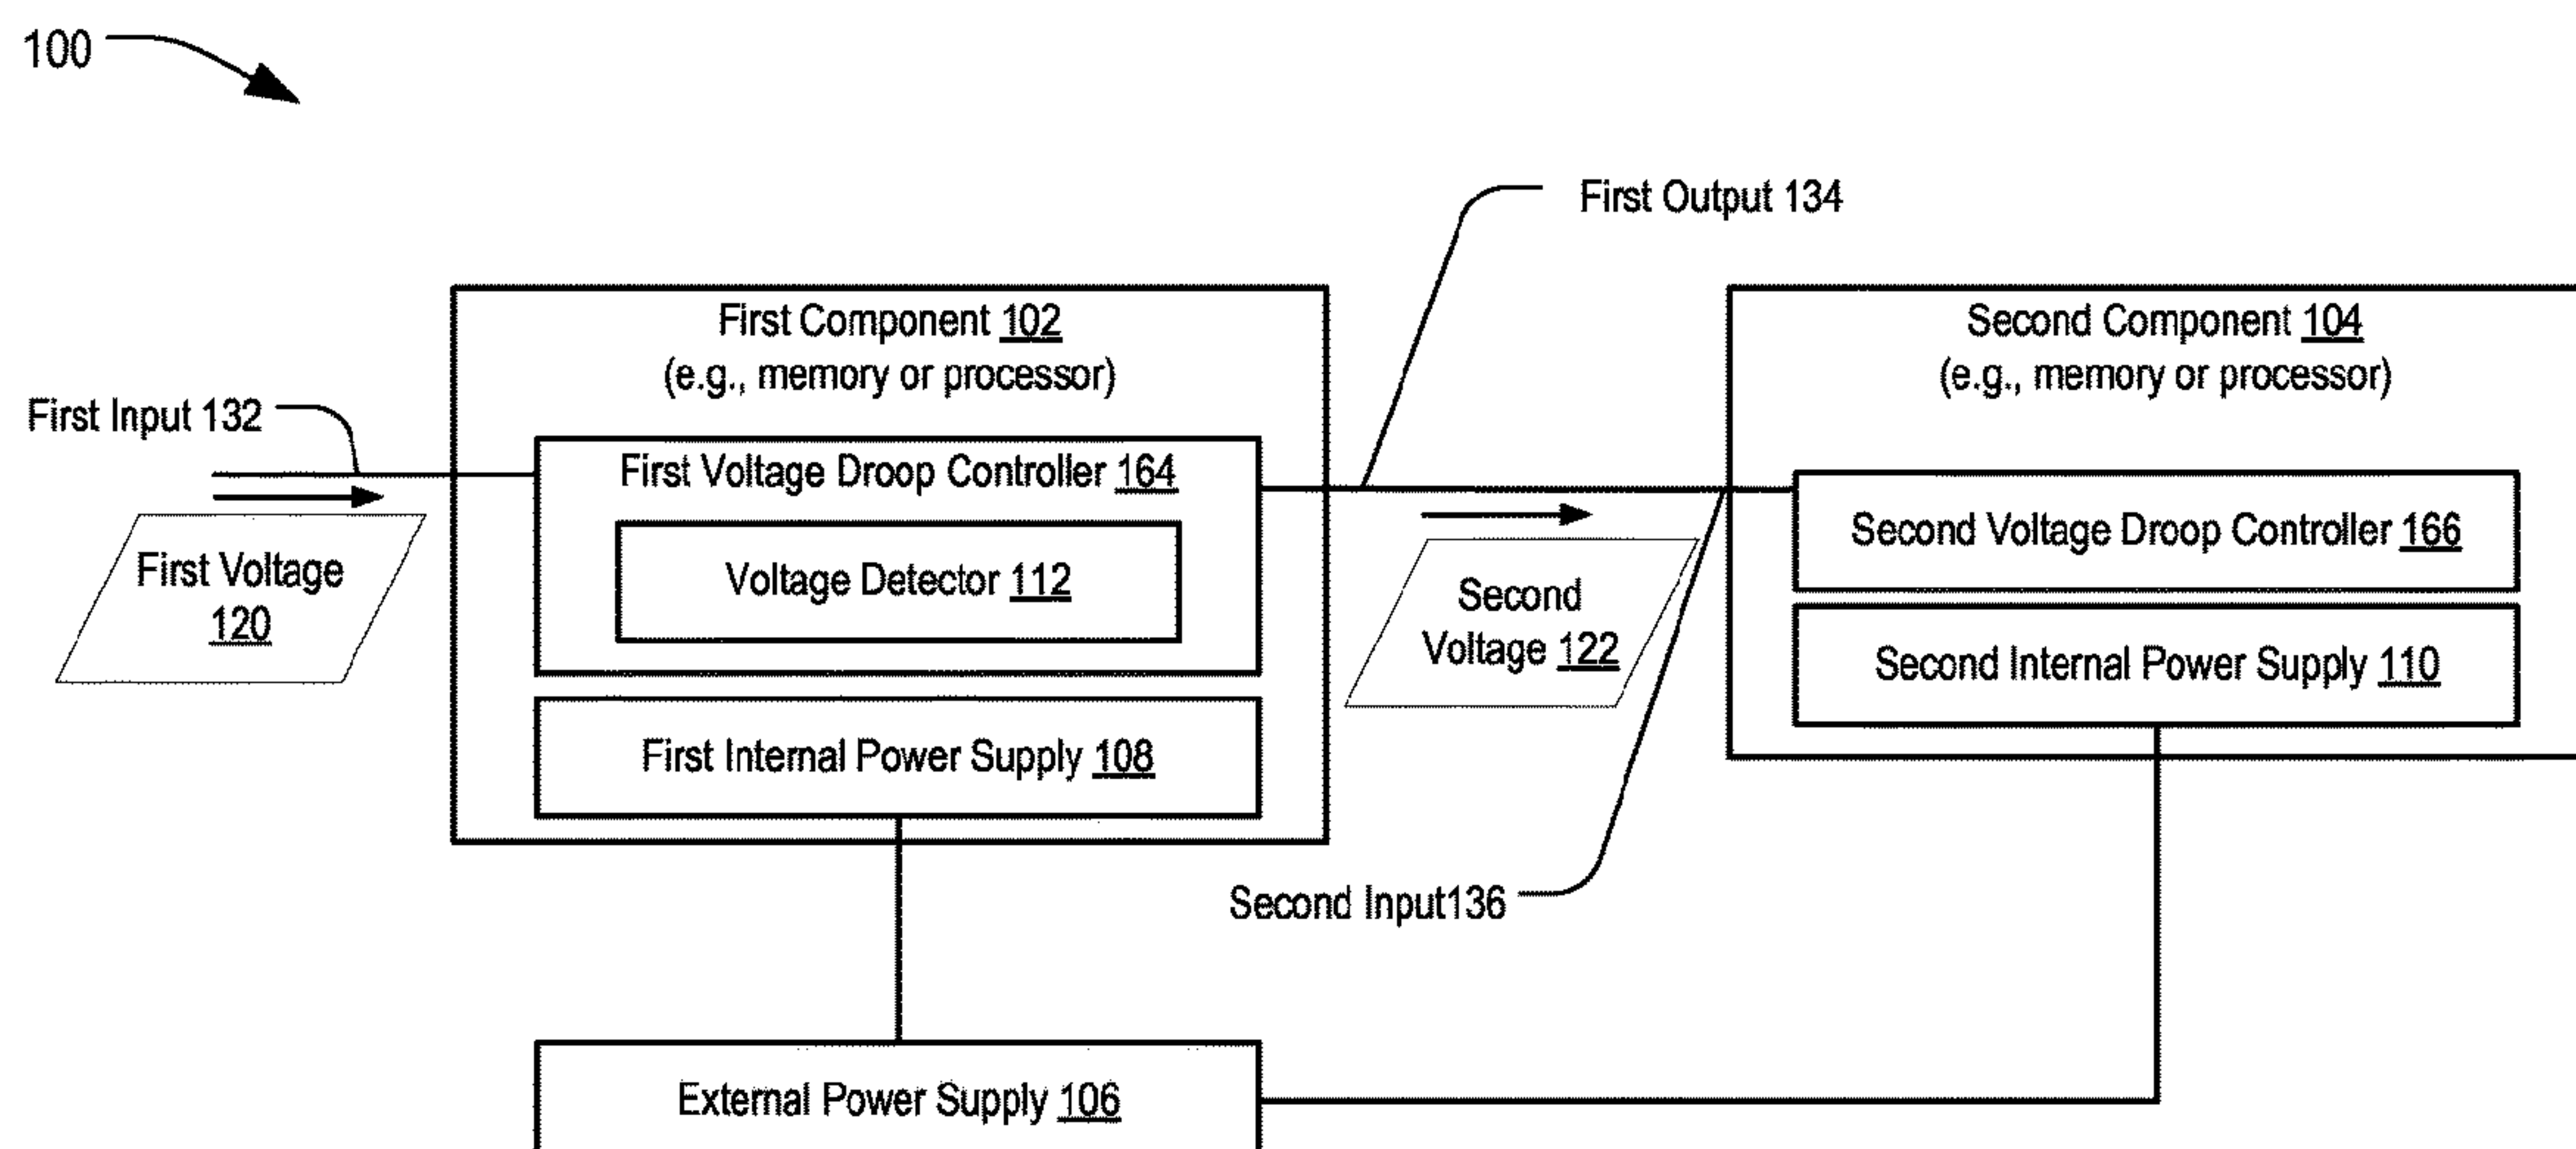 100
First Output 134
First Component 102
(e.g., memory or processor)
Second Component 104
(e.g., memory or processor)
First Input 132
First Voltage Droop Controller 164
Voltage Detector 112
First Voltage
120
Second
Voltage 122
Second Voltage Droop Controller 166
Second Internal Power Supply 110
First Internal Power Supply 108
Second Input136
External Power Supply 106